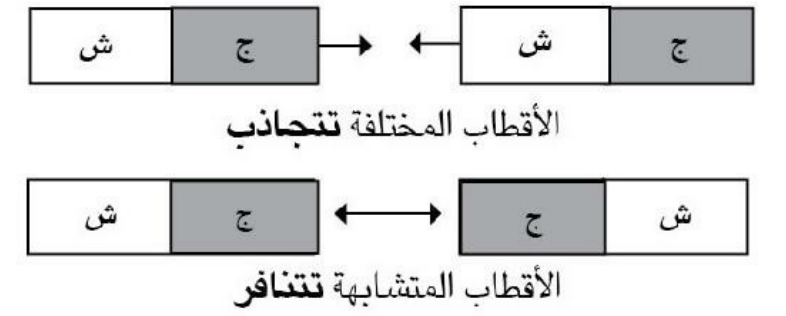 ش ج ش ج
الأقطاب المختلفة تتجاذب
ش ج ج ش
الأقطاب المتشابهة تتنافر